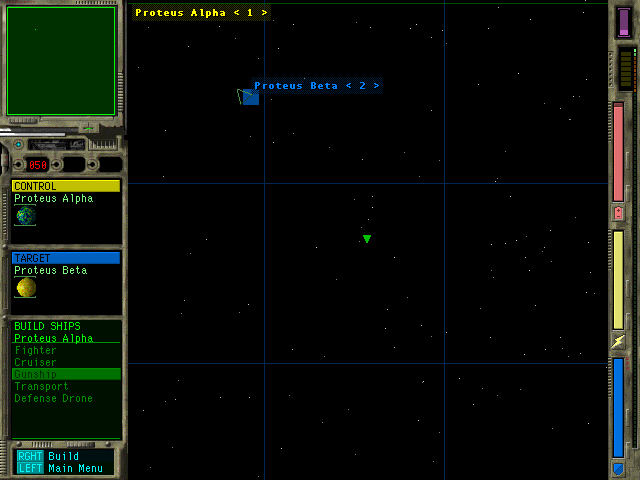 Proteus Alpha < 1 >
Proteus Beta < 2 >
050
CONTROL
Proteus Alpha
TARGET
Proteus Beta
BUILD SHIPS
Proteus Alpha
Fighter
Cruiser
Gunship
Transport
Defense Drone
RGHT Build
LEFT Main Menu